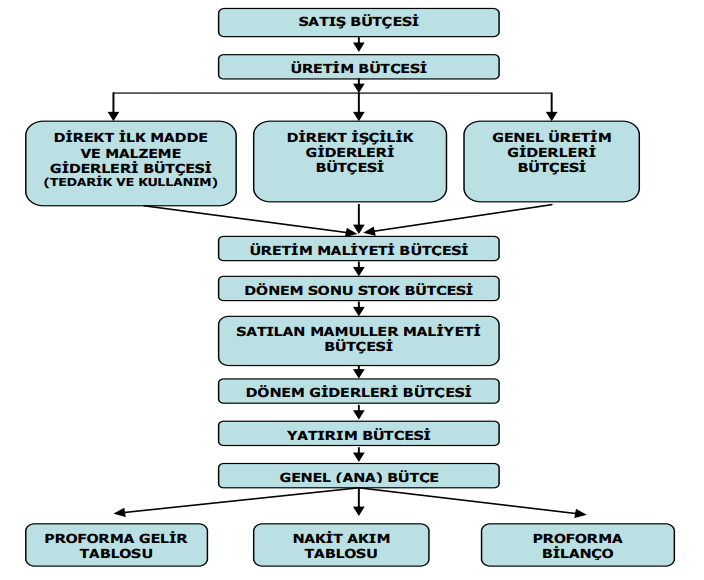 SATIŞ BÜTÇESİ
ÜRETİM BÜTÇESİ
DİREKT İLK MADDE
VE MALZEME
GİDERLERİ BÜTÇESİ
(TEDARİK VE KULLANIM)
DİREKT İŞÇİLİK
GİDERLERİ
BÜTÇESİ
GENEL ÜRETİM
GİDERLERİ
BÜTÇESİ
ÜRETİM MALİYETİ BÜTÇESİ
DÖNEM SONU STOK BÜTCESİ
SATILAN MAMULLER MALİYETİ
BÜTÇESİ
DÖNEM GİDERLERİ BÜTÇESİ
YATIRIM BÜTCESİ
GENEL (ANA) BÜTÇE
PROFORMA GELİR
TABLOSU
NAKİT AKIM
TABLOSU
PROFORMA
BİLANÇO